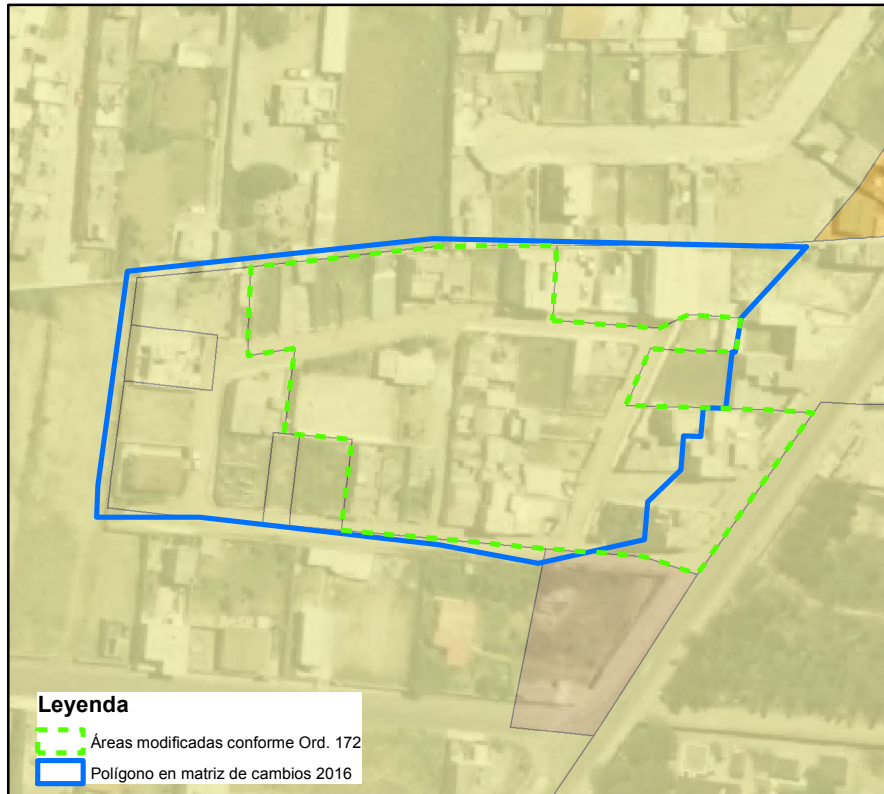 Leyenda
Áreas modificadas conforme Ord. 172
Polígono en matriz de cambios 2016